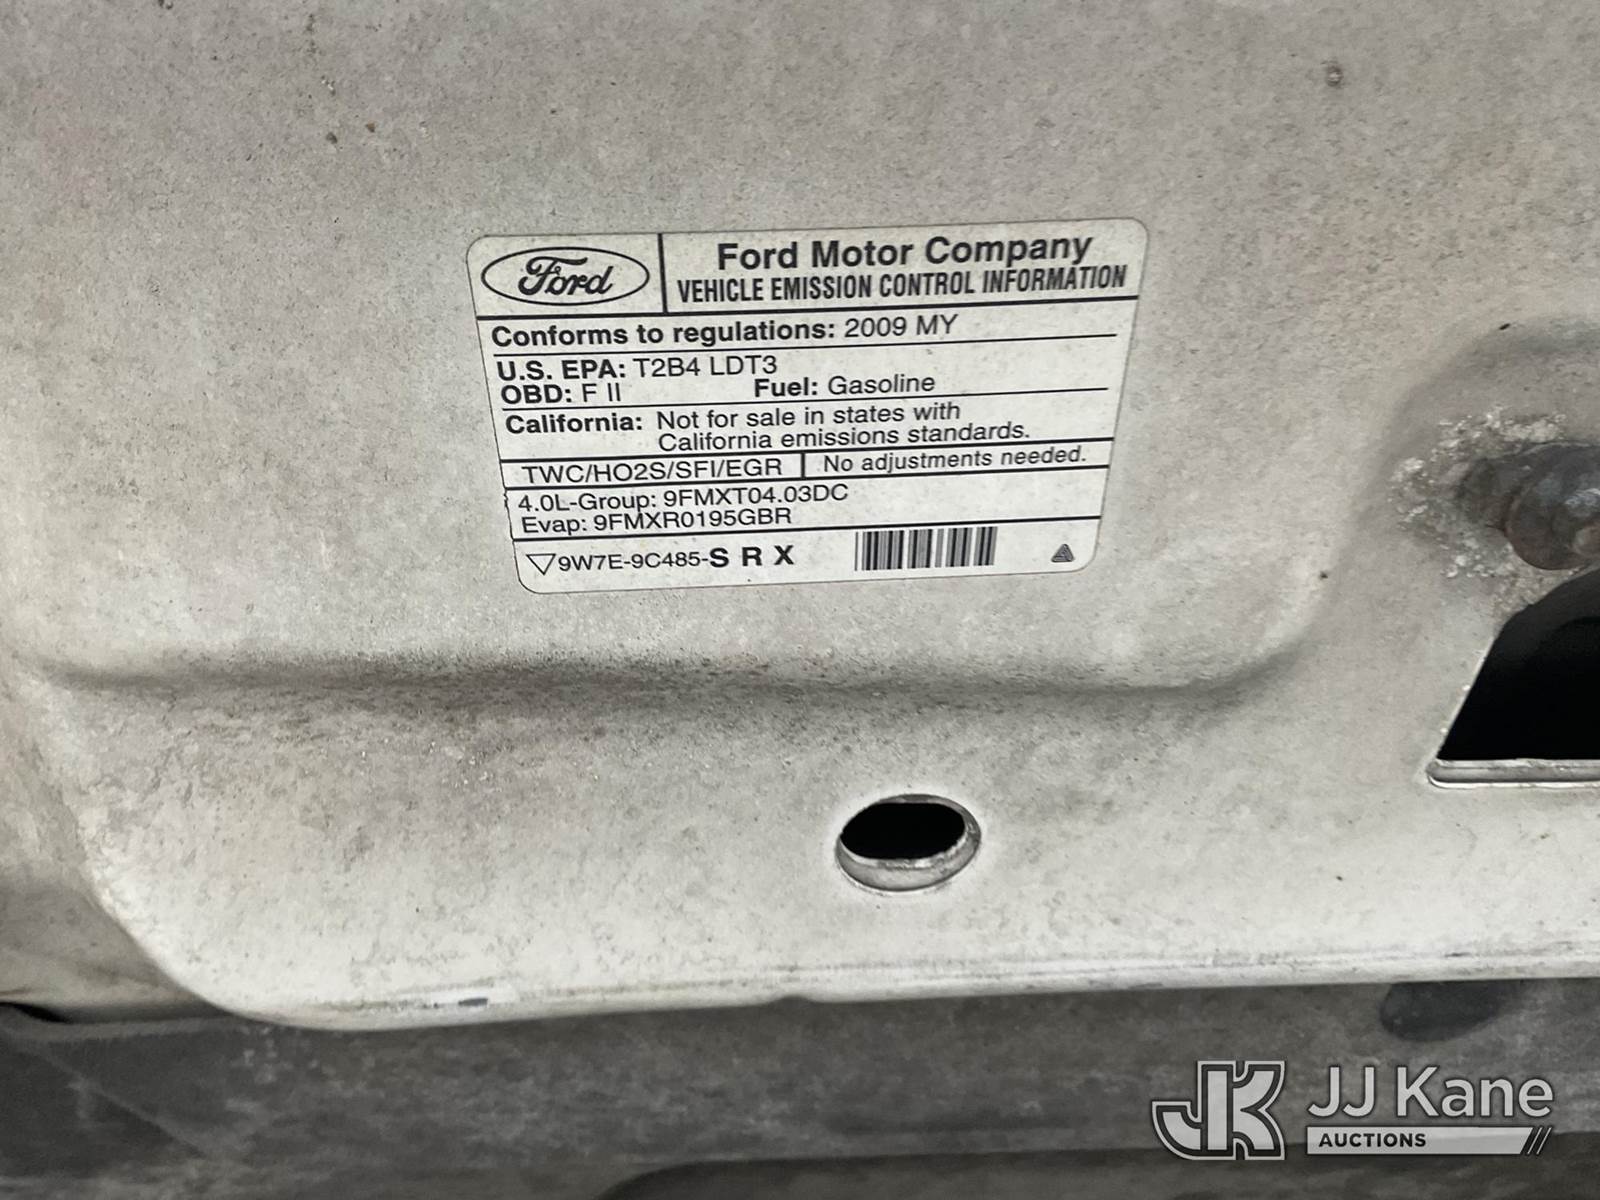 Ford
Ford Motor Company
VEHICLE EMISSION CONTROL INFORMATION
Conforms to regulations: 2009 MY
U.S. EPA: T2B4 LDT3
OBD: F II Fuel: Gasoline
California: Not for sale in states with
California emissions standards.
TWC/HO2S/SFI/EGR No adjustments needed.
4.0L-Group: 9FMXT04.03DC
Evap: 9FMXR0195GBR
9W7E-9C485-S R X
JK JJ Kane
AUCTIONS